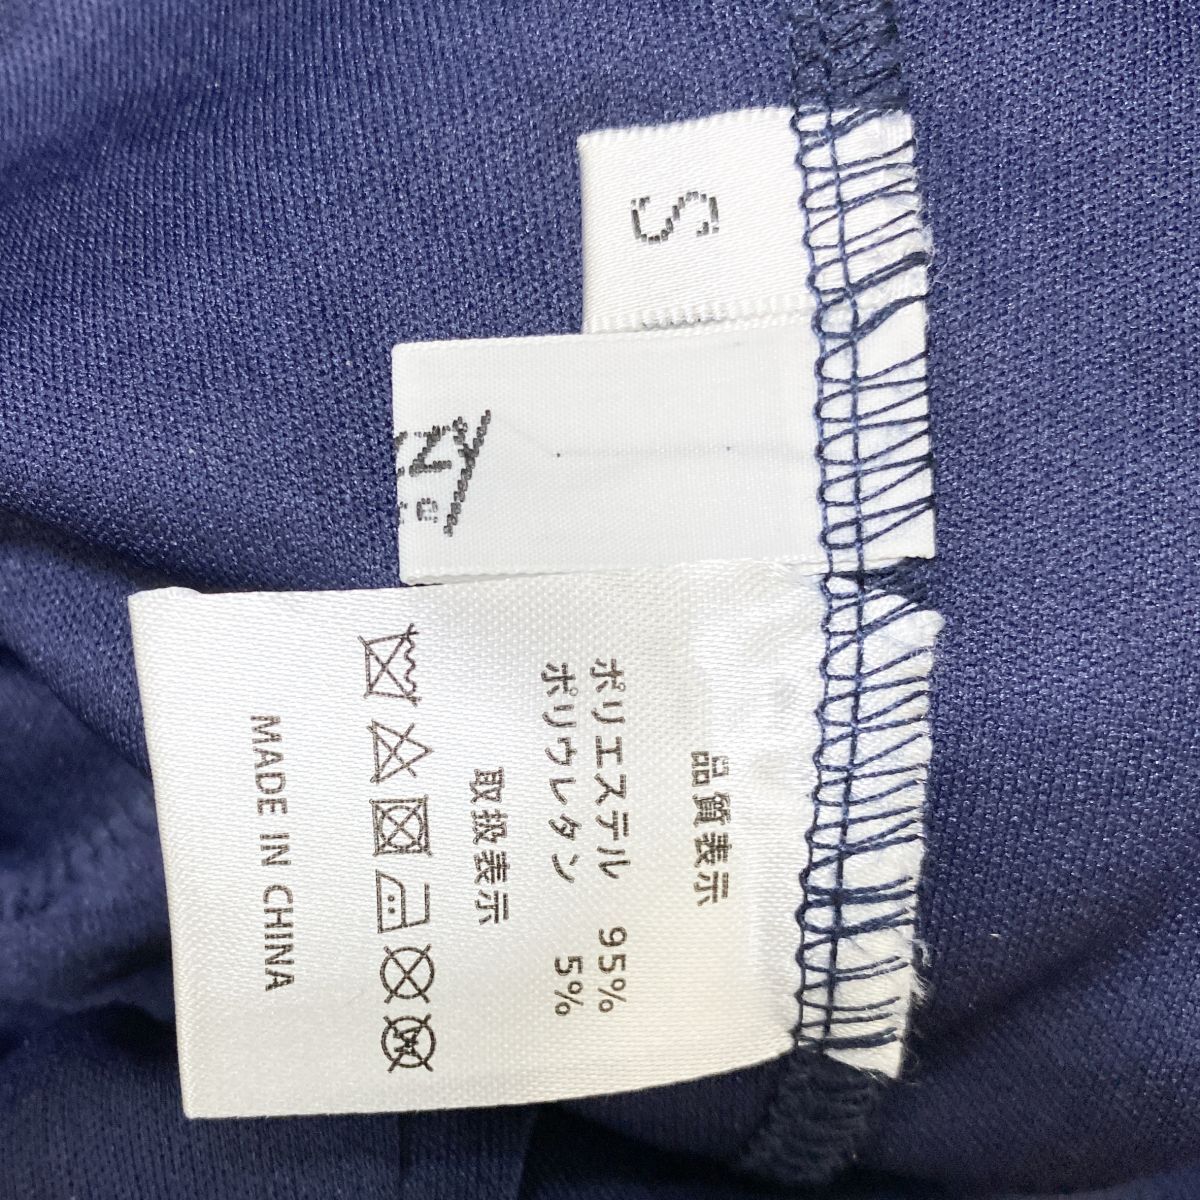 S
品質表示
ポリエステル 95%
ポリウレタン 5%
取扱表示
MADE IN CHINA